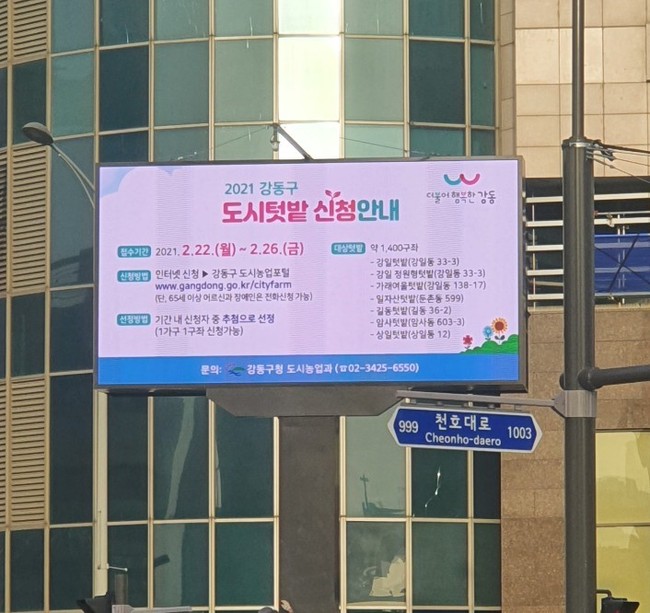 2021 강동구
도시텃밭 신청안내
더불어 행복한 강동
접수기간 2021. 2.22.(월) ~ 2.26.(금)
신청방법 인터넷 신청 ▶ 강동구 도시농업포털
www.gangdong.go.kr/cityfarm
(단, 65세 이상 어르신과 장애인은 전화신청 가능)
선정방법 기간 내 신청자 중 추첨으로 선정
(1가구 1구좌 신청가능)
대상텃밭 약 1,400구좌
- 강일텃밭(강일동 33-3)
- 강일 정원형텃밭(강일동 33-3)
- 가래여울텃밭(강일동 138-17)
- 일자산텃밭(둔촌동 599)
- 길동텃밭(길동 36-2)
- 암사텃밭(암사동 603-3)
- 상일텃밭(상일동 12)
문의: 강동구청 도시농업과 (☎02-3425-6550)
999 천호대로 1003
Cheonho-daero